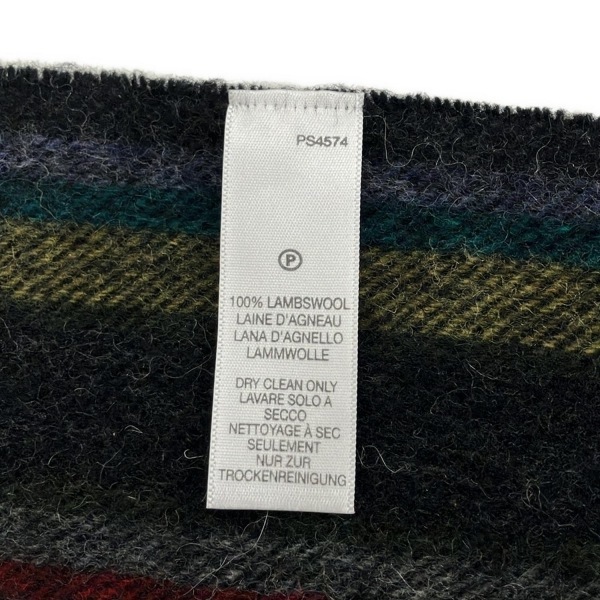 PS4574
P
100% LAMBSWOOL
LAINE D'AGNEAU
LANA D'AGNELLO
LAMMWOLLE
DRY CLEAN ONLY
LAVARE SOLO A
SECCO
NETTOYAGE À SEC
SEULEMENT
NUR ZUR
TROCKENREINIGUNG